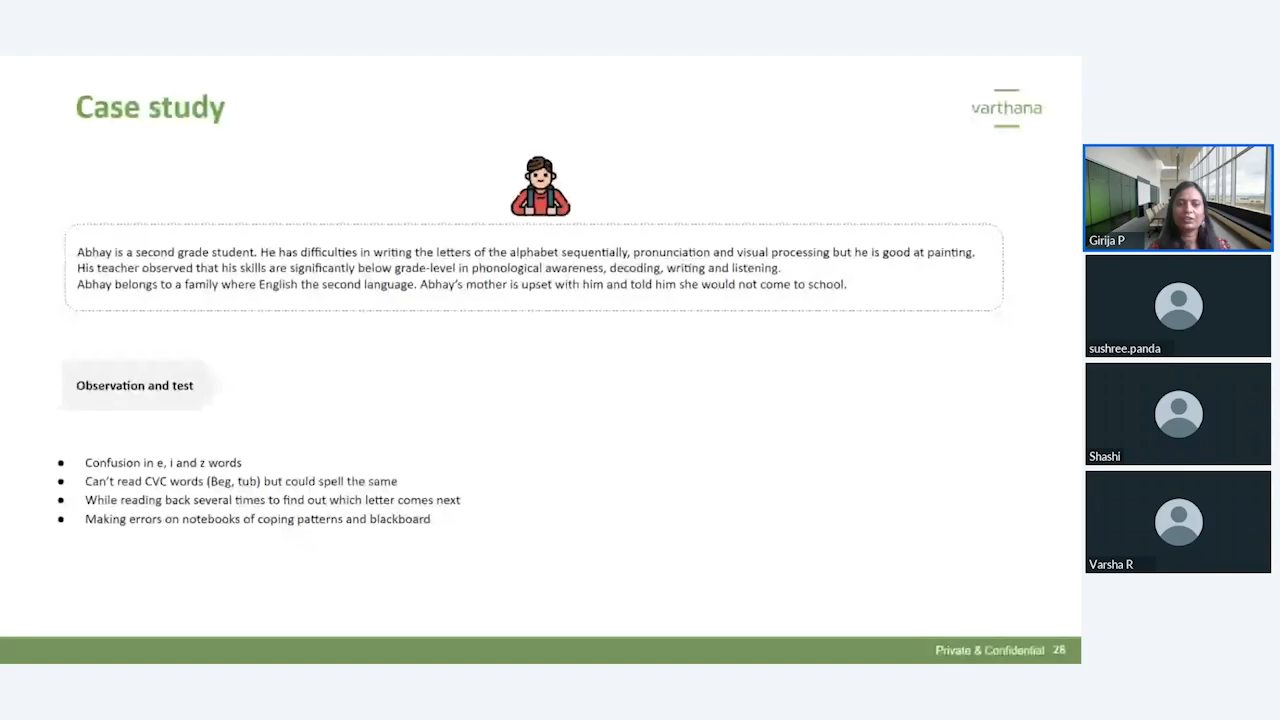 Case study
varthana
Abhay is a second grade student. He has difficulties in writing the letters of the alphabet sequentially, pronunciation and visual processing but he is good at painting.
His teacher observed that his skills are significantly below grade-level in phonological awareness, decoding, writing and listening.
Abhay belongs to a family where English the second language. Abhay's mother is upset with him and told him she would not come to school.
Observation and test
Confusion in e, i and z words
Can't read CVC words (Beg, tub) but could spell the same
While reading back several times to find out which letter comes next
Making errors on notebooks of coping patterns and blackboard
Private & Confidential 28
Girija P
sushree.panda
Shashi
Varsha R